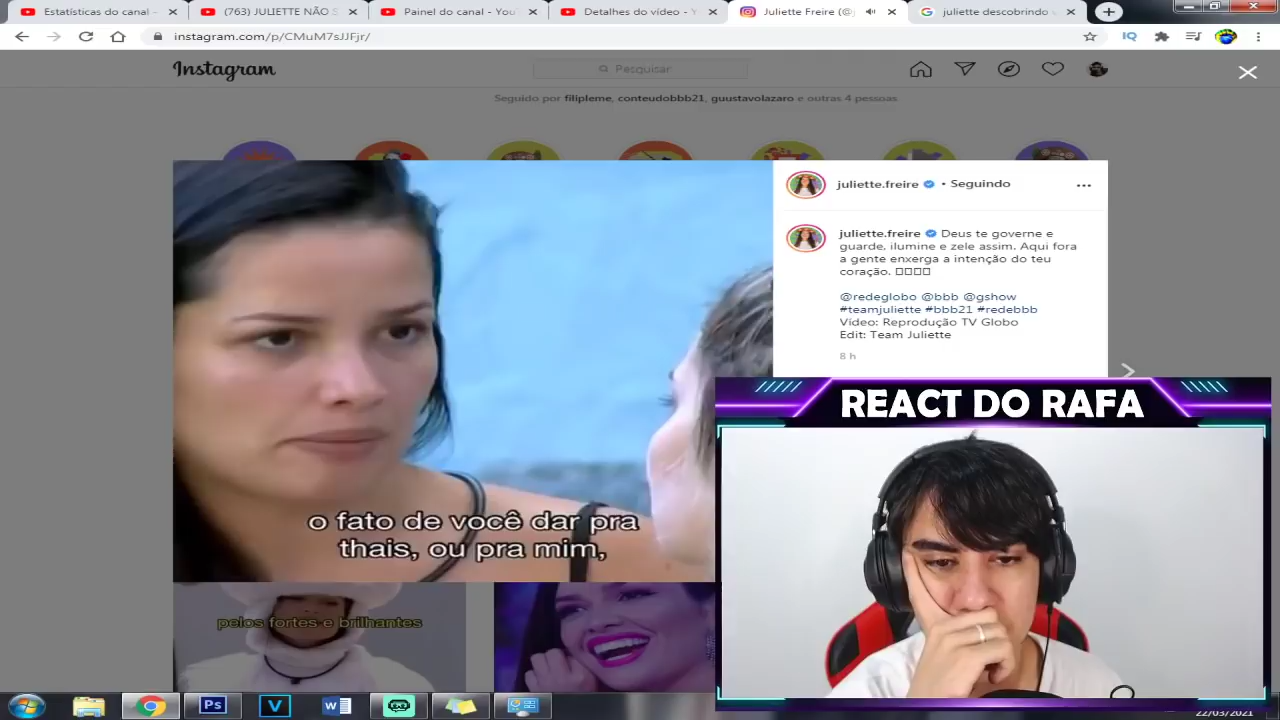 Estatísticas do canal -
(763) JULIETTE NÃO S
Painel do canal - You
Detalhes do vídeo - Y
Juliette Freire (@j
juliette descobrindo
instagram.com/p/CMuM7sJJFjr/
IQ
Instagram
Pesquisar
Seguido por filipleme, conteudobbb21, guustavolazaro e outras 4 pessoas
juliette.freire • Seguindo
juliette.freire Deus te governe e
guarde, ilumine e zele assim. Aqui fora
a gente enxerga a intenção do teu
coração.
@redeglobo @bbb @gshow
#teamjuliette #bbb21 #redebbb
Vídeo: Reprodução TV Globo
Edit: Team Juliette
8 h
REACT DO RAFA
o fato de você dar pra
thais, ou pra mim,
pelos fortes e brilhantes
Ps
V
W
22/03/2021